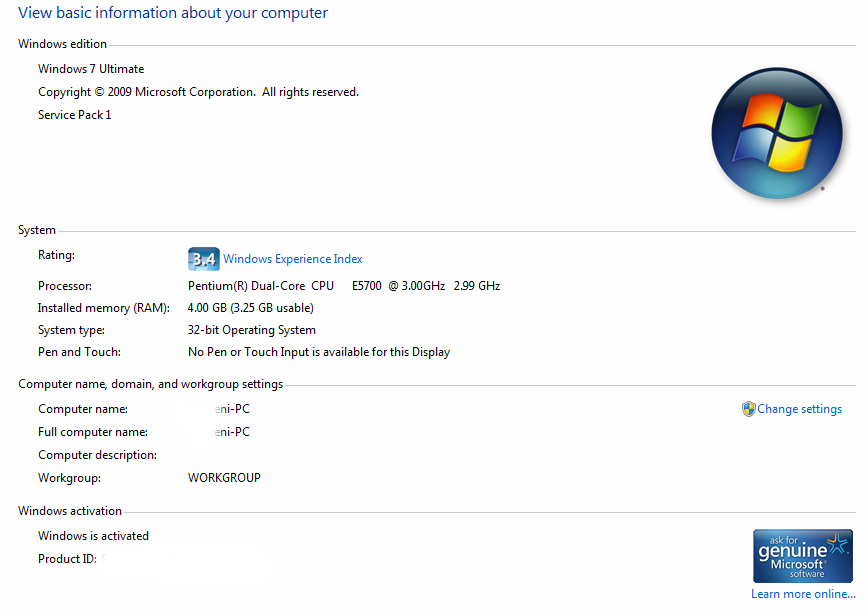 View basic information about your computer
Windows edition
Windows 7 Ultimate
Copyright © 2009 Microsoft Corporation.  All rights reserved.
Service Pack 1
System
Rating:
3.4 Windows Experience Index
Processor: Pentium(R) Dual-Core  CPU      E5700  @ 3.00GHz  2.99 GHz
Installed memory (RAM): 4.00 GB (3.25 GB usable)
System type: 32-bit Operating System
Pen and Touch: No Pen or Touch Input is available for this Display
Computer name, domain, and workgroup settings
Computer name: eni-PC Change settings
Full computer name: eni-PC
Computer description:
Workgroup: WORKGROUP
Windows activation
Windows is activated
Product ID:
ask for
genuine
Microsoft
software
Learn more online...